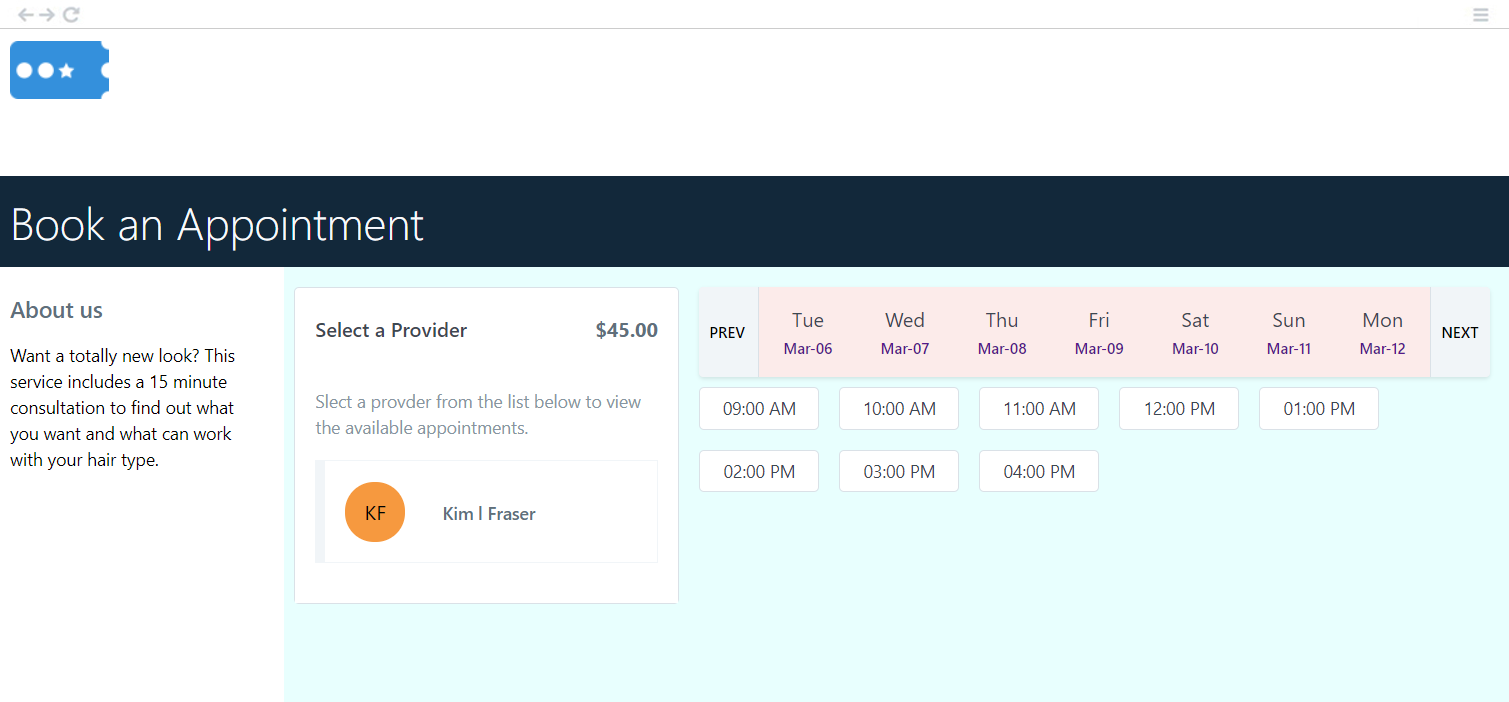 Book an Appointment
About us
Want a totally new look? This
service includes a 15 minute
consultation to find out what
you want and what can work
with your hair type.
Select a Provider $45.00
Slect a provder from the list below to view
the available appointments.
KF Kim l Fraser
PREV Tue Wed Thu Fri Sat Sun Mon NEXT
Mar-06 Mar-07 Mar-08 Mar-09 Mar-10 Mar-11 Mar-12
09:00 AM 10:00 AM 11:00 AM 12:00 PM 01:00 PM
02:00 PM 03:00 PM 04:00 PM